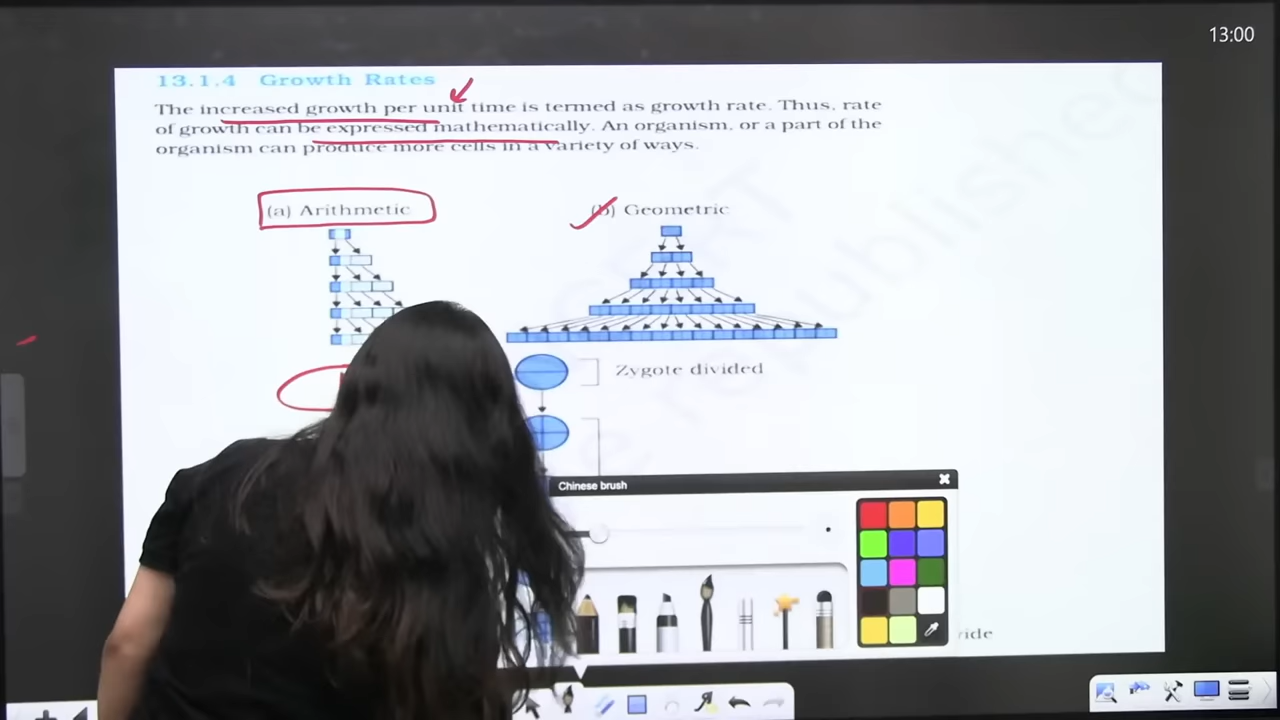 13:00
13.1.4 Growth Rates
The increased growth per unit time is termed as growth rate. Thus, rate
of growth can be expressed mathematically. An organism, or a part of the
organism can produce more cells in a variety of ways.
(a) Arithmetic
(b) Geometric
Zygote divided
Chinese brush